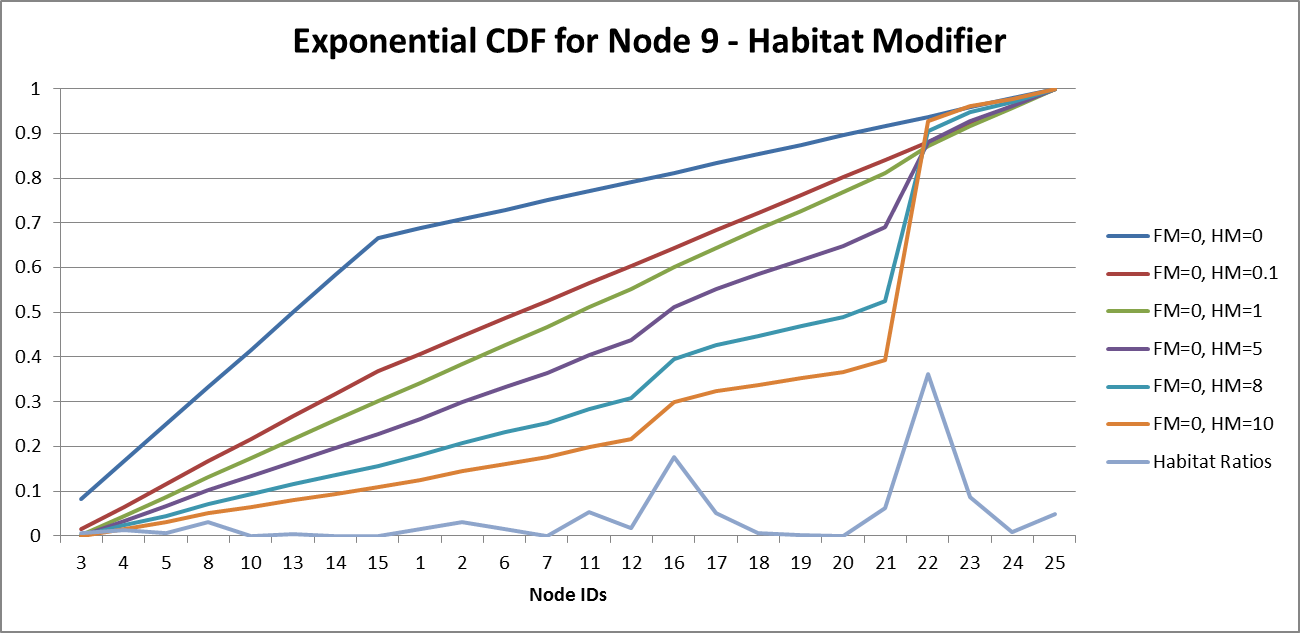 Exponential CDF for Node 9 - Habitat Modifier
1
0.9
0.8
0.7
0.6
0.5
0.4
0.3
0.2
0.1
0
3 4 5 8 10 13 14 15 1 2 6 7 11 12 16 17 18 19 20 21 22 23 24 25
Node IDs
FM=0, HM=0
FM=0, HM=0.1
FM=0, HM=1
FM=0, HM=5
FM=0, HM=8
FM=0, HM=10
Habitat Ratios